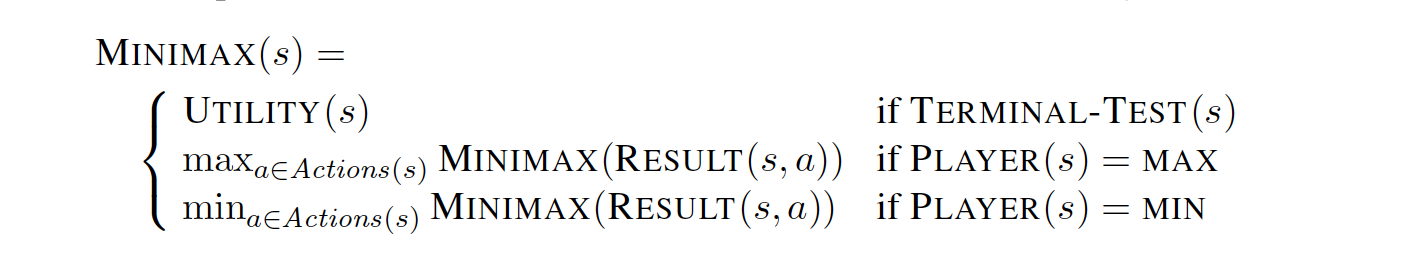 MINIMAX(s) =
UTILITY(s) if TERMINAL-TEST(s)
max_{a∈Actions(s)} MINIMAX(RESULT(s, a)) if PLAYER(s) = MAX
min_{a∈Actions(s)} MINIMAX(RESULT(s, a)) if PLAYER(s) = MIN